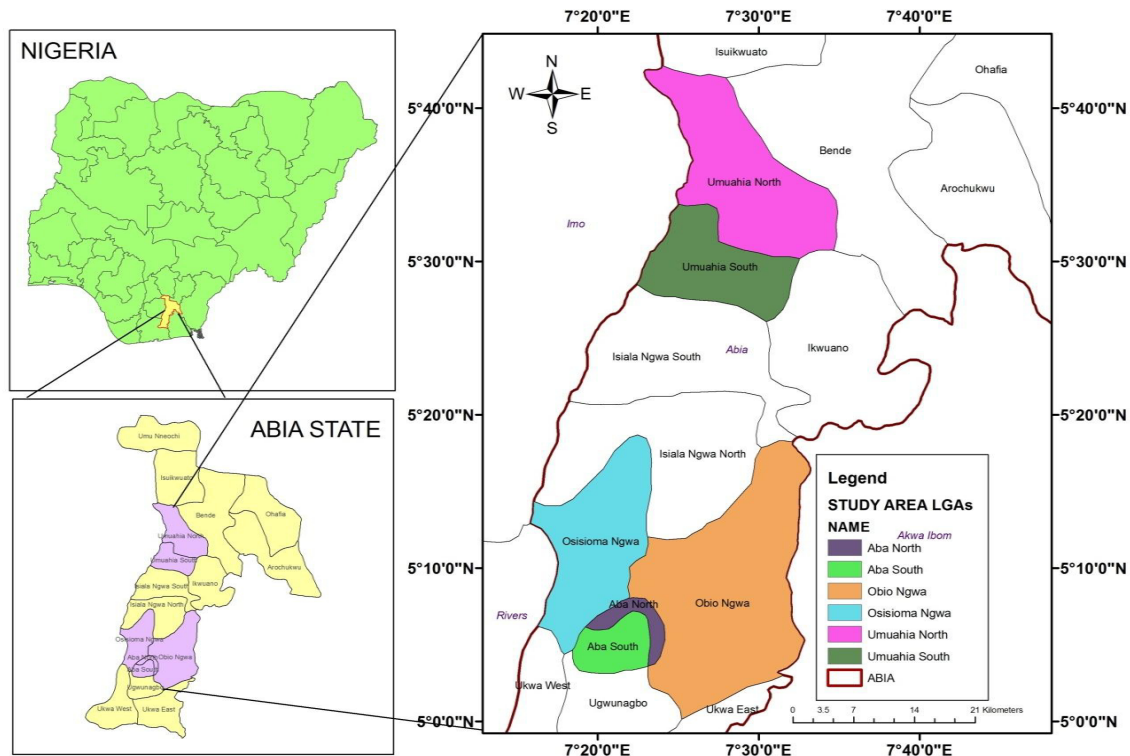 NIGERIA
ABIA STATE
Umu Nneochi
Isuikwuato
Bende
Ohafia
Umuahia North
Umuahia South
Arochukwu
Ikwuano
Isiala Ngwa South
Isiala Ngwa North
Osisioma Ngwa
Aba North
Obio Ngwa
Aba South
Ugwunagbo
Ukwa West
Ukwa East
7°20'0"E
7°30'0"E
7°40'0"E
5°40'0"N
5°30'0"N
5°20'0"N
5°10'0"N
5°0'0"N
N
W
E
S
Isuikwuato
Ohafia
Bende
Arochukwu
Umuahia North
Imo
Umuahia South
Isiala Ngwa South
Abia
Ikwuano
Isiala Ngwa North
Osisioma Ngwa
Aba North
Obio Ngwa
Rivers
Aba South
Ukwa West
Ugwunagbo
Ukwa East
Legend
STUDY AREA LGAs
NAME
Akwa Ibom
Aba North
Aba South
Obio Ngwa
Osisioma Ngwa
Umuahia North
Umuahia South
ABIA
0 3.5 7 14 21 Kilometers
5°40'0"N
5°30'0"N
5°20'0"N
5°10'0"N
5°0'0"N
7°20'0"E
7°30'0"E
7°40'0"E